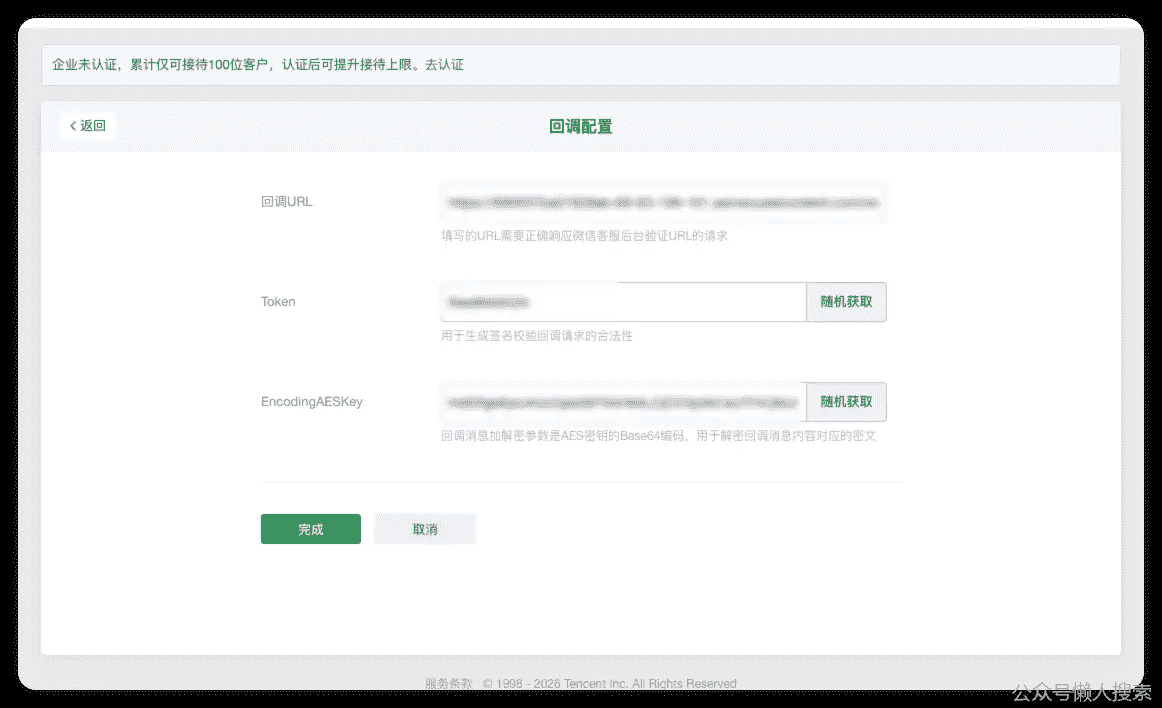 企业未认证，累计仅可接待100位客户，认证后可提升接待上限。去认证
返回
回调配置
回调URL
填写的URL需要正确响应微信客服后台验证URL的请求
Token
随机获取
用于生成签名校验回调请求的合法性
EncodingAESKey
随机获取
回调消息加解密参数是AES密钥的Base64编码，用于解密回调消息内容对应的密文
完成
取消
服务条款 © 1998 - 2026 Tencent Inc. All Rights Reserved
公众号懒人搜索